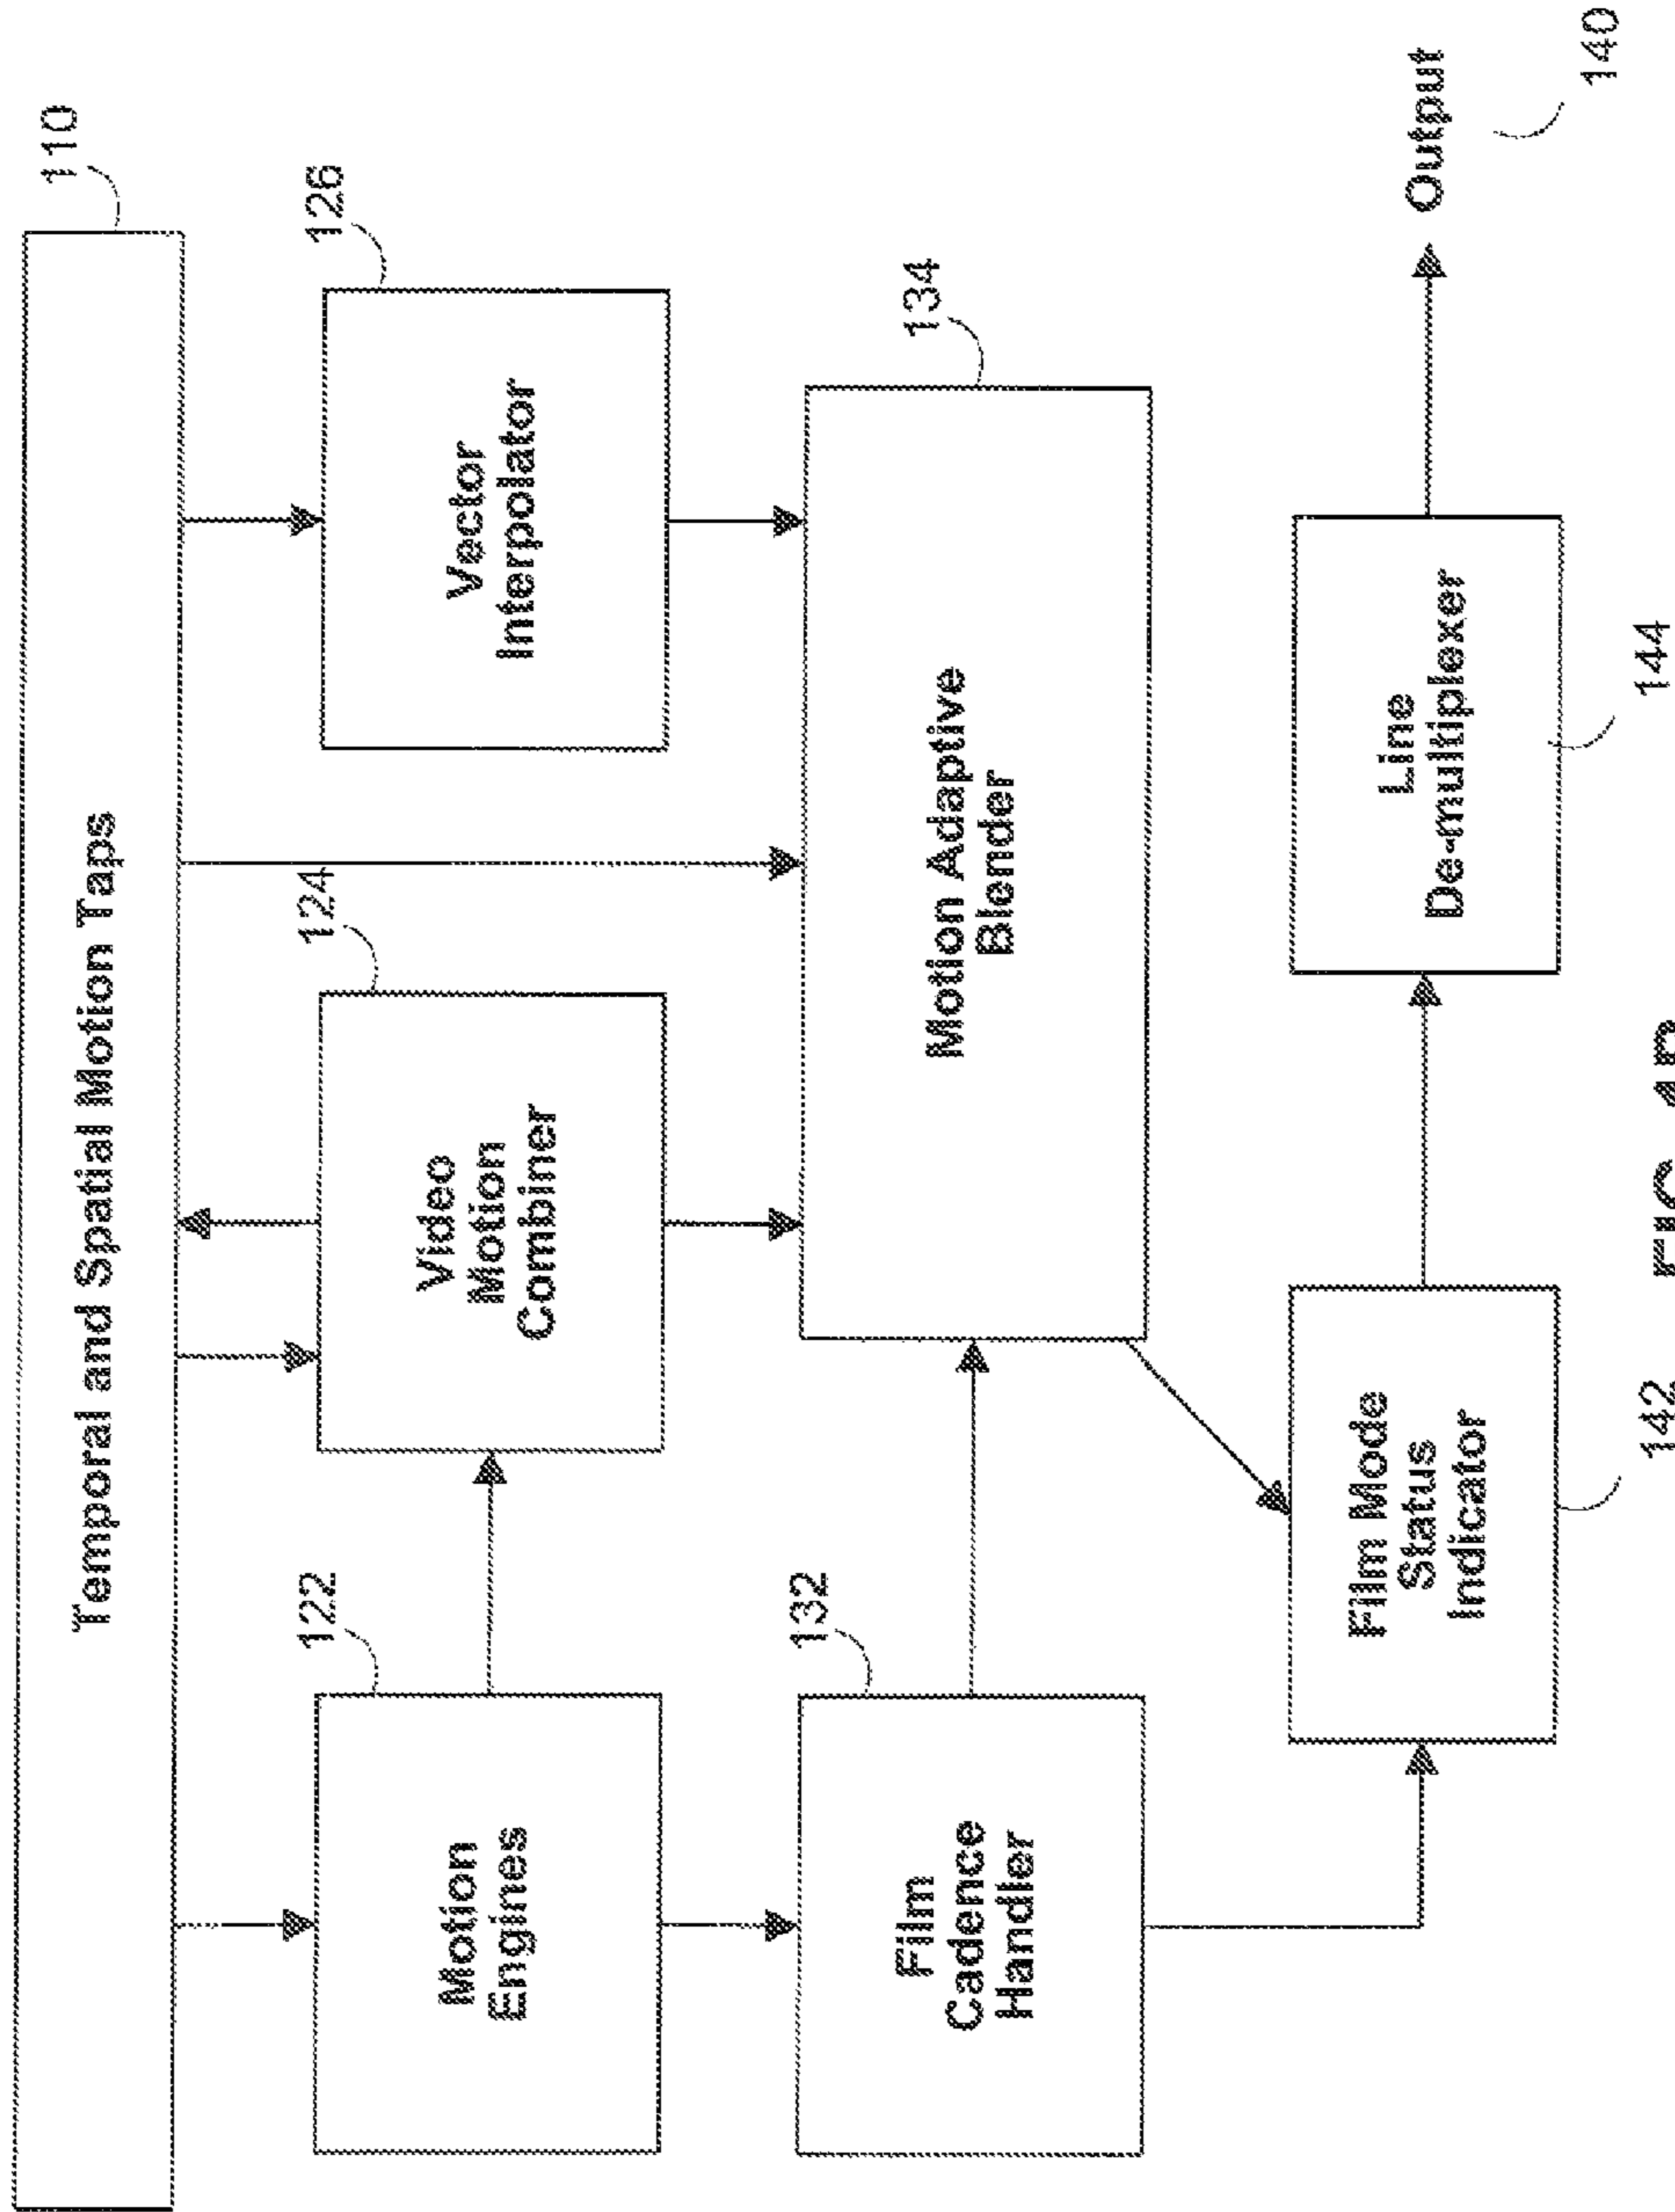 Temporal and Spatial Motion Taps
110
122
Motion
Engines
124
Video
Motion
Combiner
126
Vector
Interpolator
132
Film
Cadence
Handler
134
Motion Adaptive
Blender
Film Mode
Status
Indicator
142
Line
De-multiplexer
144
Output
140